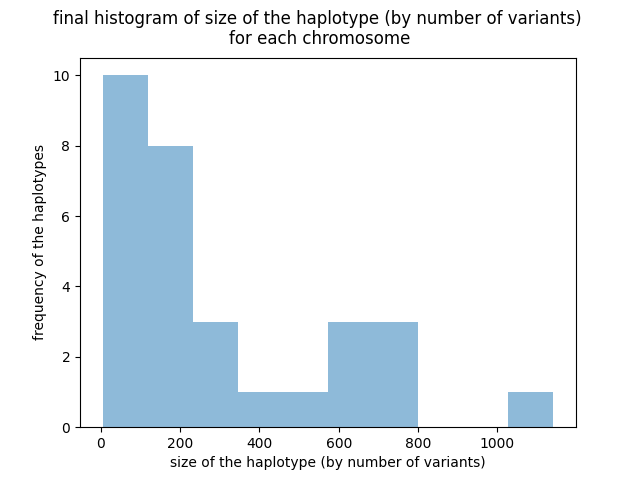 final histogram of size of the haplotype (by number of variants)
for each chromosome
10
8
6
4
2
0
frequency of the haplotypes
0 200 400 600 800 1000
size of the haplotype (by number of variants)